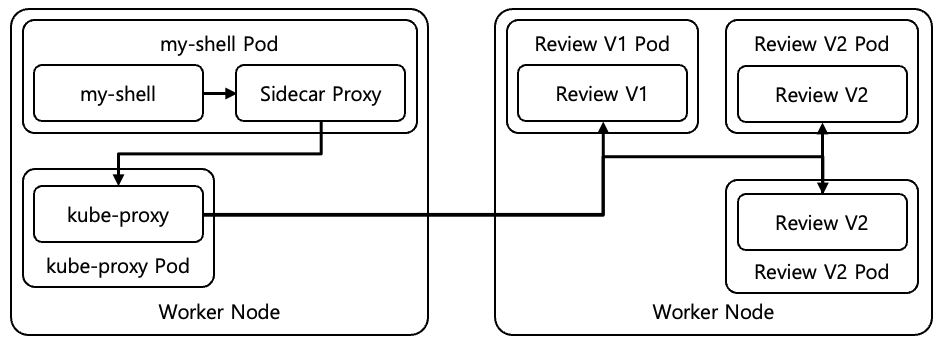 my-shell Pod
my-shell
Sidecar Proxy
kube-proxy
kube-proxy Pod
Worker Node
Review V1 Pod
Review V1
Review V2 Pod
Review V2
Review V2
Review V2 Pod
Worker Node